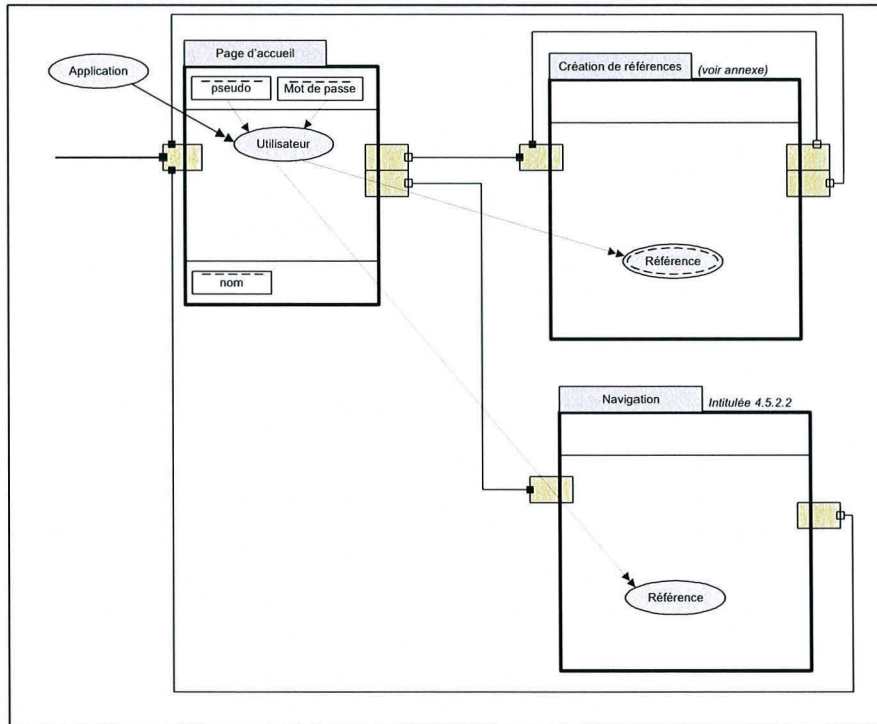 Page d'accueil
Application
pseudo
Mot de passe
Utilisateur
nom
Création de références
(voir annexe)
Référence
Navigation
Intitulée 4.5.2.2
Référence